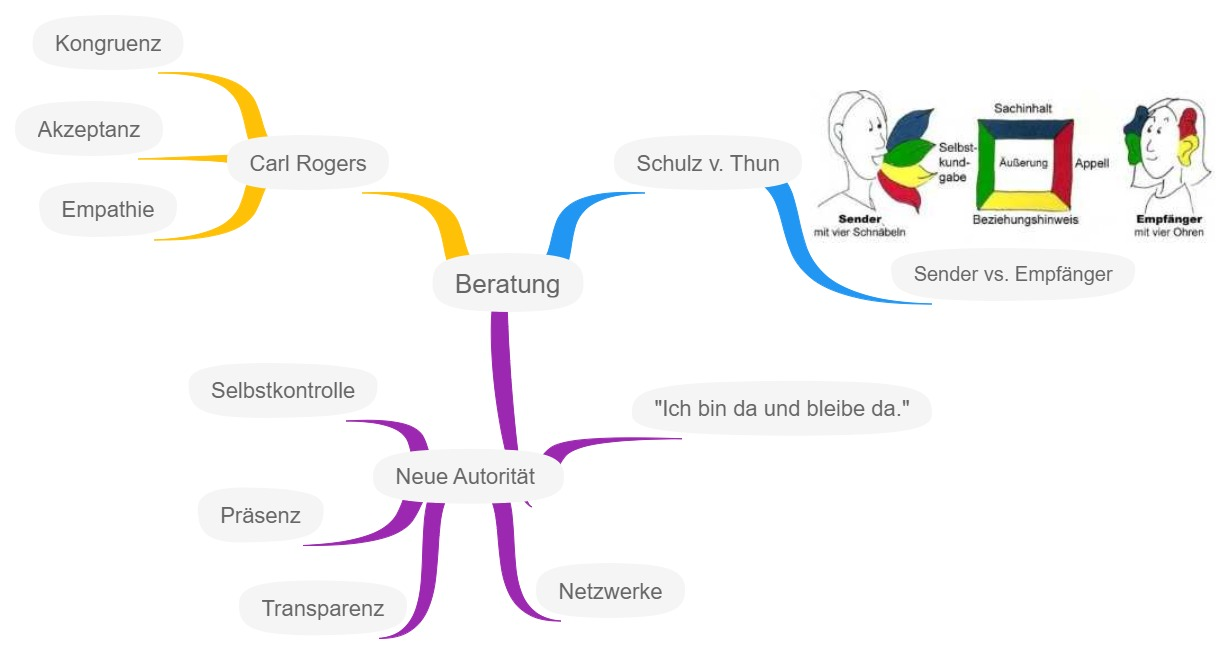 Kongruenz
Akzeptanz
Empathie
Carl Rogers
Beratung
Schulz v. Thun
Sachinhalt
Selbst-
kund-
gabe
Äußerung
Appell
Beziehungshinweis
Sender
mit vier Schnäbeln
Empfänger
mit vier Ohren
Sender vs. Empfänger
Selbstkontrolle
"Ich bin da und bleibe da."
Neue Autorität
Präsenz
Transparenz
Netzwerke